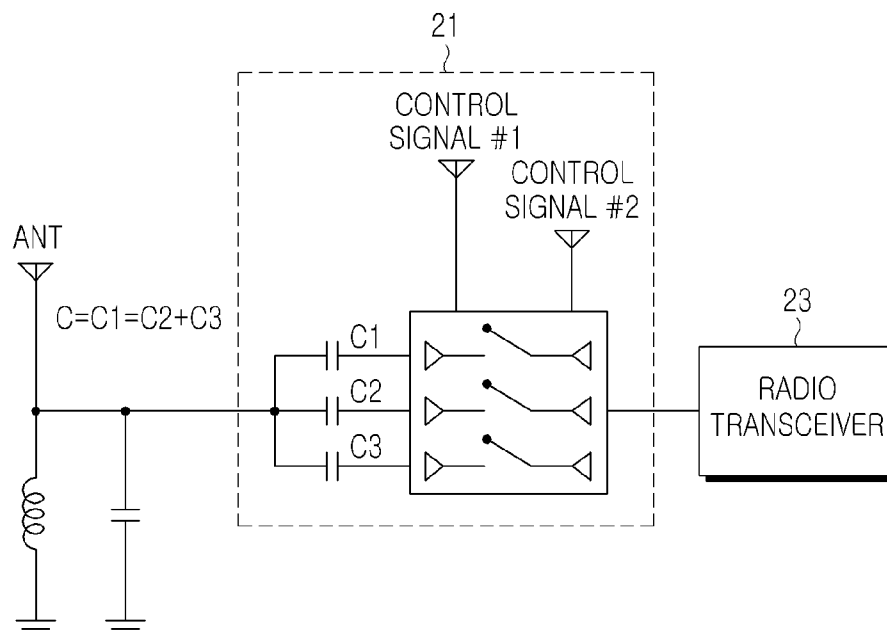 21
CONTROL
SIGNAL #1
CONTROL
SIGNAL #2
ANT
C=C1=C2+C3
C1
C2
C3
23
RADIO
TRANSCEIVER